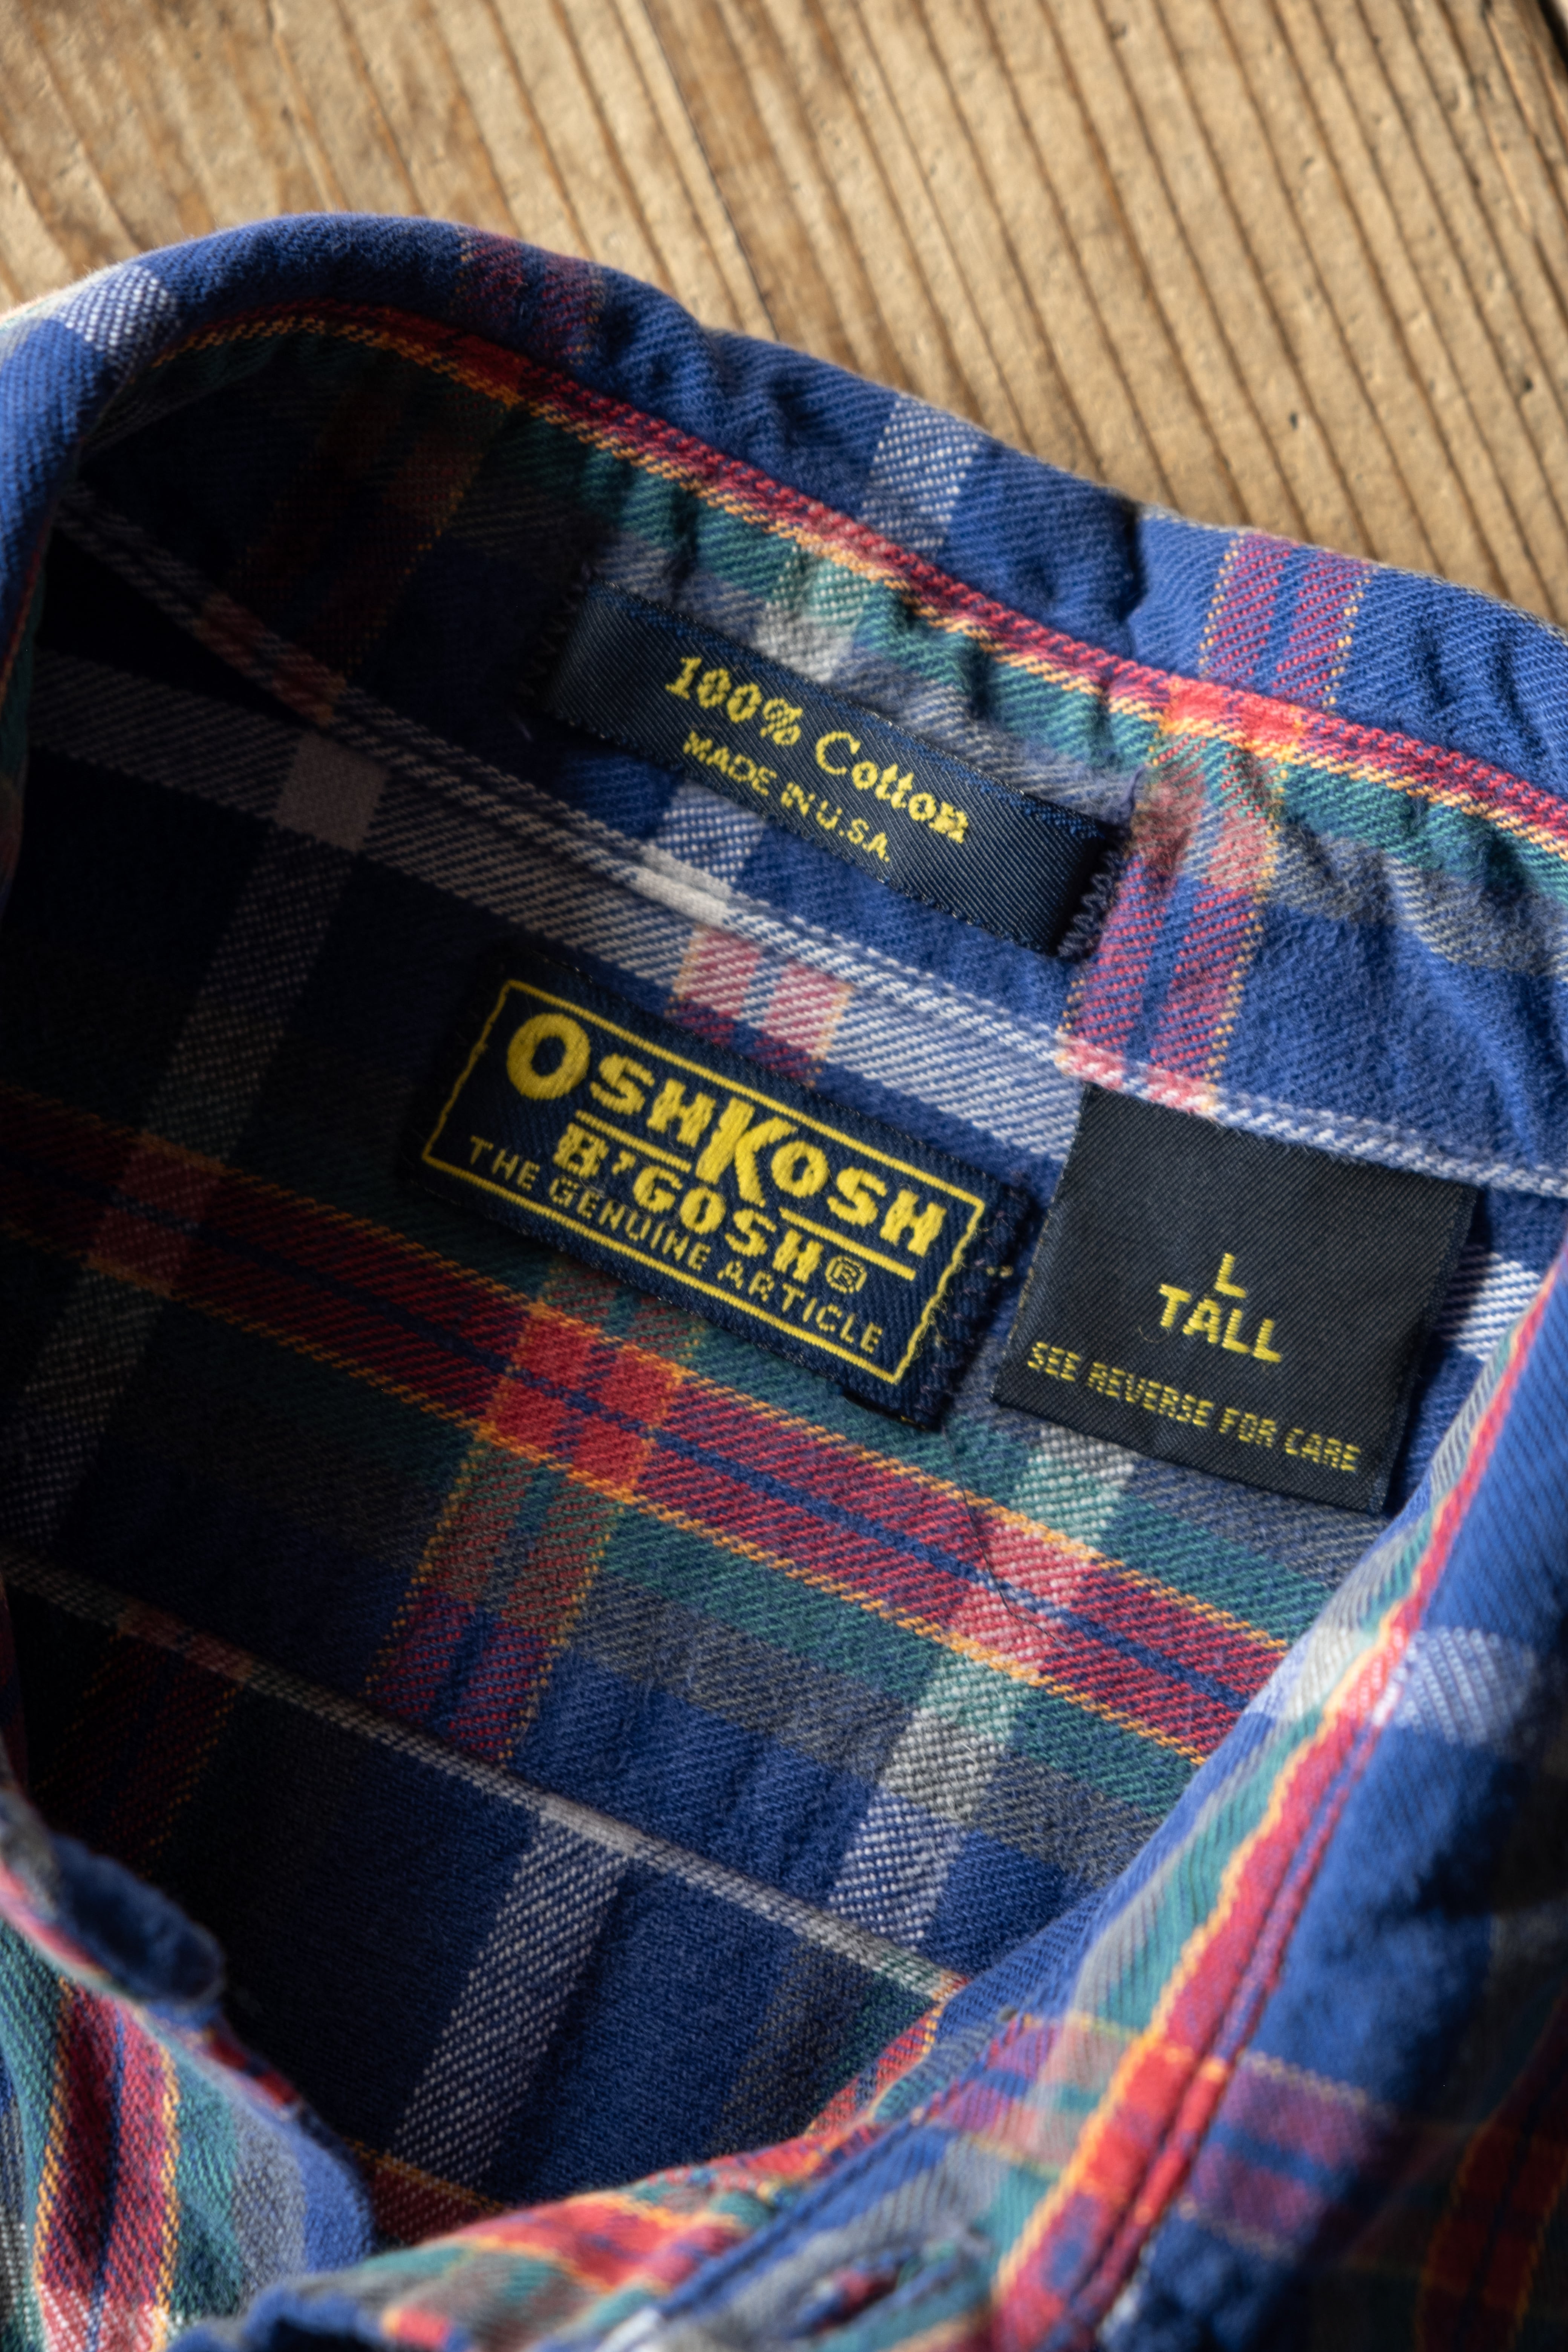 100% Cotton
MADE IN U.S.A.
OSHKOSH
B'GOSH®
THE GENUINE ARTICLE
L
TALL
SEE REVERSE FOR CARE